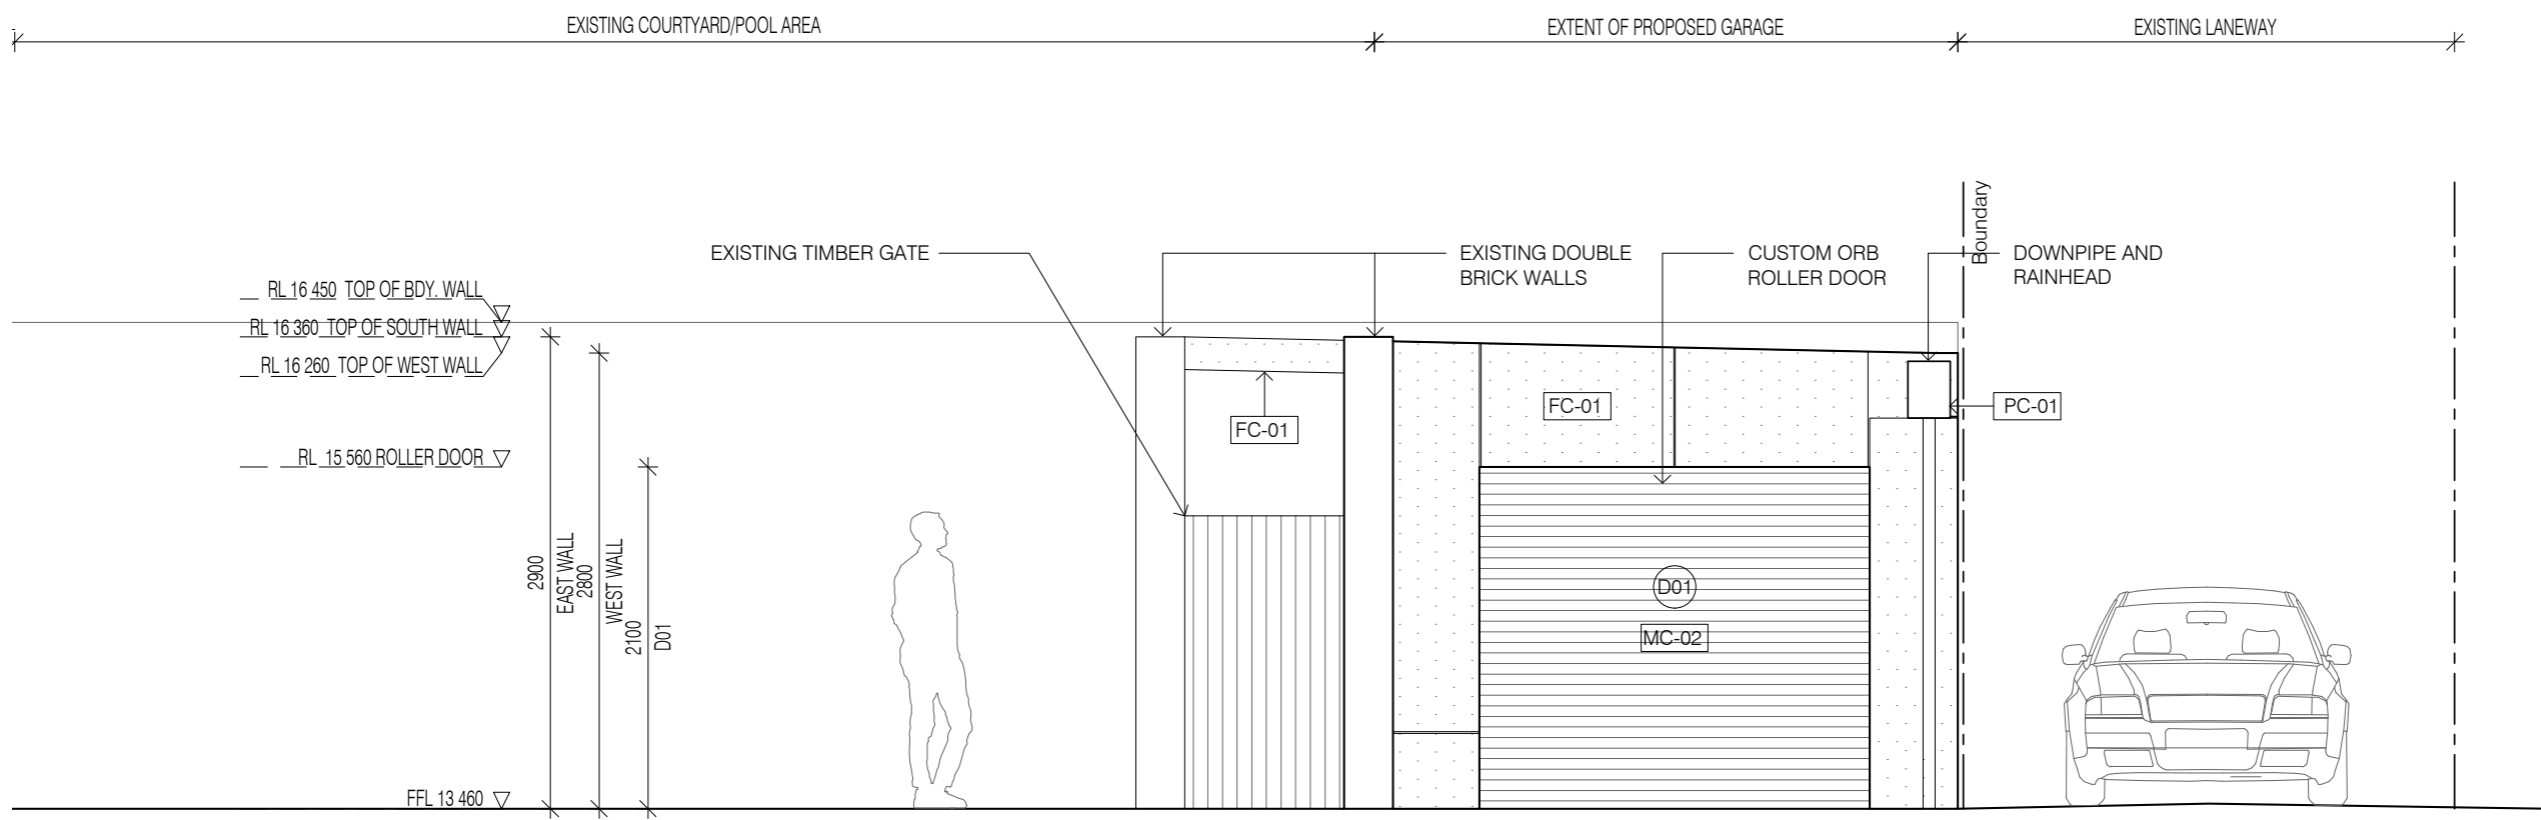 EXISTING COURTYARD/POOL AREA
EXTENT OF PROPOSED GARAGE
EXISTING LANEWAY
Boundary
EXISTING TIMBER GATE
EXISTING DOUBLE
BRICK WALLS
CUSTOM ORB
ROLLER DOOR
DOWNPIPE AND
RAINHEAD
RL 16 450 TOP OF BDY. WALL
RL 16 360 TOP OF SOUTH WALL
RL 16 260 TOP OF WEST WALL
RL 15 560 ROLLER DOOR
FFL 13 460
2900
EAST WALL
2800
WEST WALL
2100
D01
FC-01
FC-01
PC-01
D01
MC-02